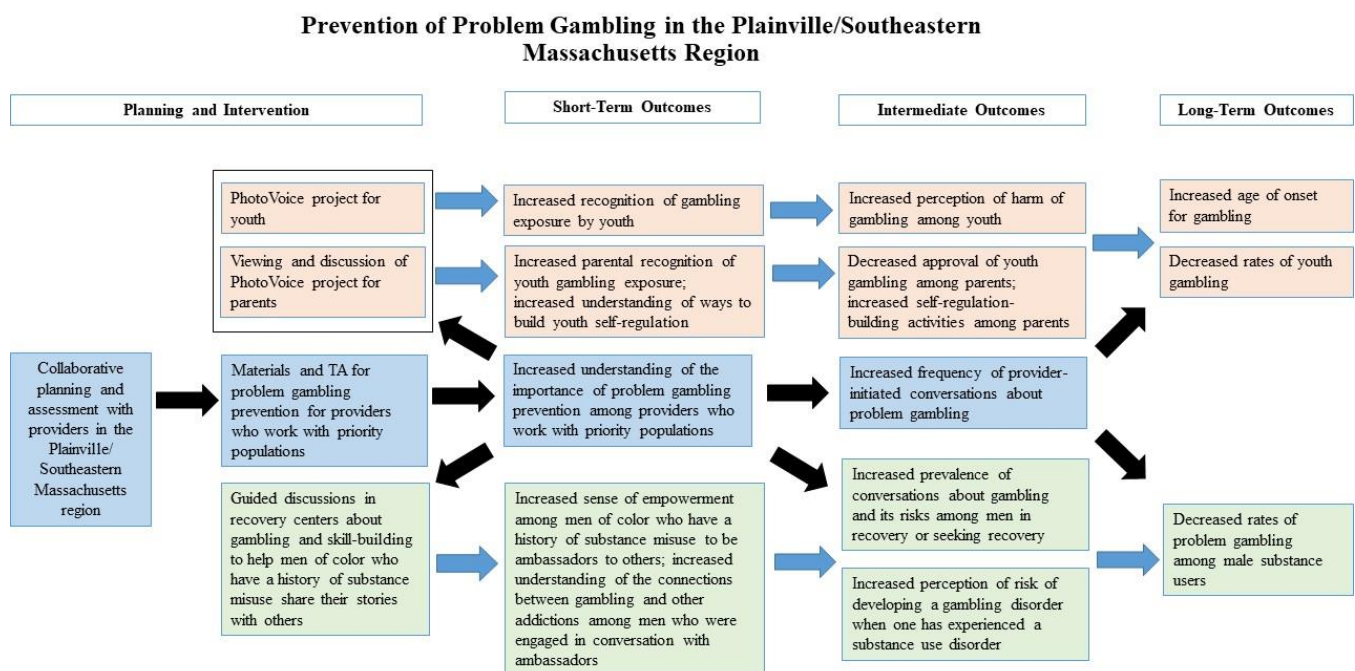 Prevention of Problem Gambling in the Plainville/Southeastern
Massachusetts Region
Planning and Intervention
Short-Term Outcomes
Intermediate Outcomes
Long-Term Outcomes
PhotoVoice project for
youth
Increased recognition of gambling
exposure by youth
Increased perception of harm of
gambling among youth
Increased age of onset
for gambling
Viewing and discussion of
PhotoVoice project for
parents
Increased parental recognition of
youth gambling exposure;
increased understanding of ways to
build youth self-regulation
Decreased approval of youth
gambling among parents;
increased self-regulation-
building activities among parents
Decreased rates of youth
gambling
Collaborative
planning and
assessment with
providers in the
Plainville/
Southeastern
Massachusetts
region
Materials and TA for
problem gambling
prevention for providers
who work with priority
populations
Increased understanding of the
importance of problem gambling
prevention among providers who
work with priority populations
Increased frequency of provider-
initiated conversations about
problem gambling
Guided discussions in
recovery centers about
gambling and skill-building
to help men of color who
have a history of substance
misuse share their stories
with others
Increased sense of empowerment
among men of color who have a
history of substance misuse to be
ambassadors to others; increased
understanding of the connections
between gambling and other
addictions among men who were
engaged in conversation with
ambassadors
Increased prevalence of
conversations about gambling
and its risks among men in
recovery or seeking recovery
Increased perception of risk of
developing a gambling disorder
when one has experienced a
substance use disorder
Decreased rates of
problem gambling
among male substance
users